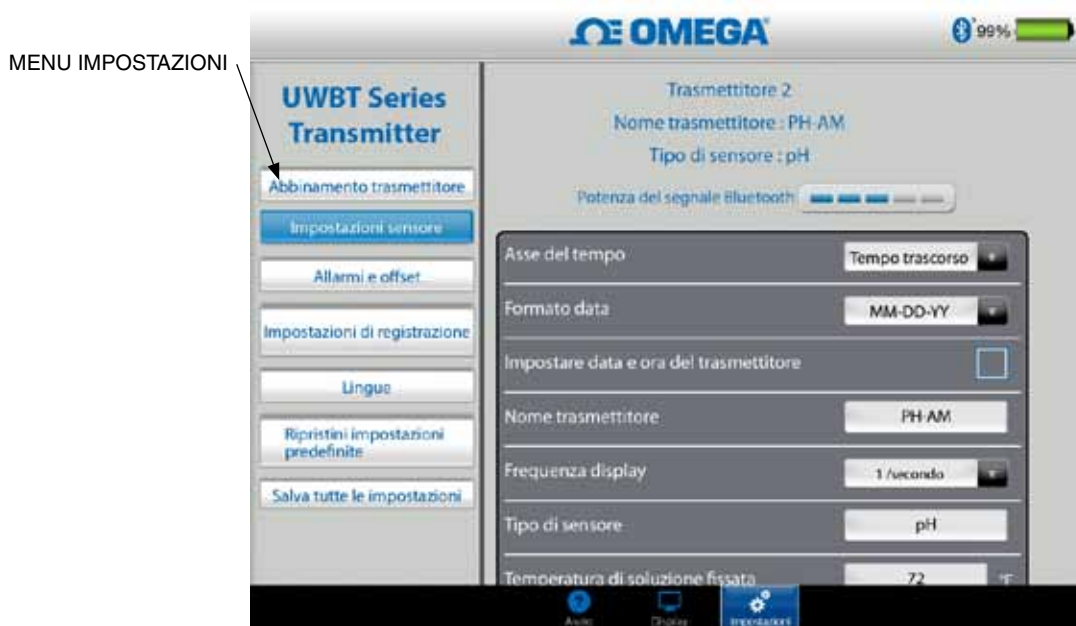 MENU IMPOSTAZIONI
OMEGA
99%
UWBT Series
Transmitter
Abbinamento trasmettitore
Impostazioni sensore
Allarmi e offset
Impostazioni di registrazione
Lingue
Ripristini impostazioni
predefinite
Salva tutte le impostazioni
Trasmettitore 2
Nome trasmettitore : PH-AM
Tipo di sensore : pH
Potenza del segnale Bluetooth
Asse del tempo
Tempo trascorso
Formato data
MM-DD-YY
Impostare data e ora del trasmettitore
Nome trasmettitore
PH-AM
Frequenza display
1 /secondo
Tipo di sensore
pH
Temperatura di soluzione fissata
72
°F
Display
Impostazioni